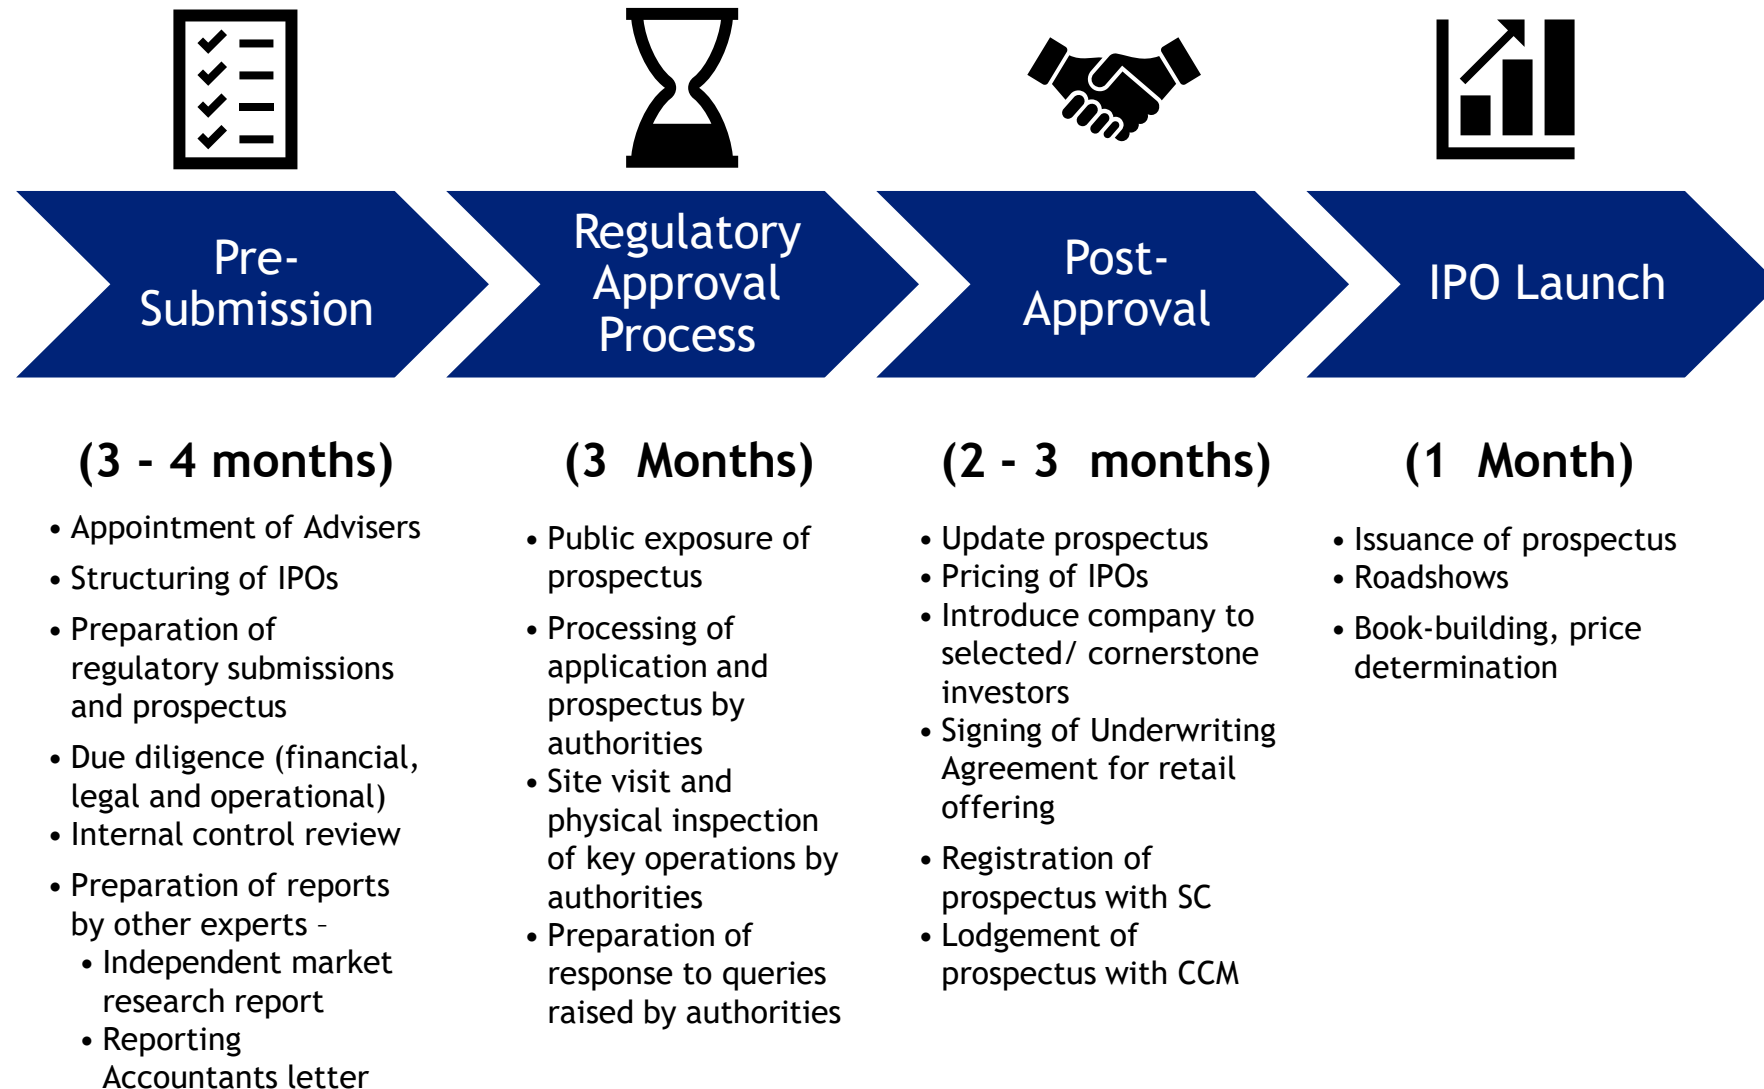 Pre-
Submission
Regulatory
Approval
Process
Post-
Approval
IPO Launch
(3 - 4 months)
• Appointment of Advisers
• Structuring of IPOs
• Preparation of
regulatory submissions
and prospectus
• Due diligence (financial,
legal and operational)
• Internal control review
• Preparation of reports
by other experts –
• Independent market
research report
• Reporting
Accountants letter
(3 Months)
• Public exposure of
prospectus
• Processing of
application and
prospectus by
authorities
• Site visit and
physical inspection
of key operations by
authorities
• Preparation of
response to queries
raised by authorities
(2 - 3 months)
• Update prospectus
• Pricing of IPOs
• Introduce company to
selected/ cornerstone
investors
• Signing of Underwriting
Agreement for retail
offering
• Registration of
prospectus with SC
• Lodgement of
prospectus with CCM
(1 Month)
• Issuance of prospectus
• Roadshows
• Book-building, price
determination